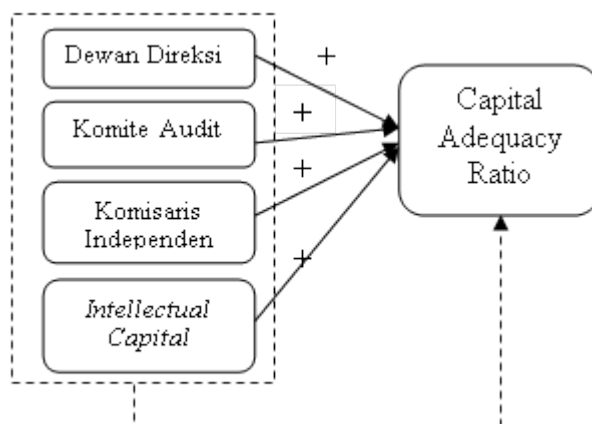 Dewan Direksi
+
Komite Audit
+
Komisaris
Independen
+
Intellectual
Capital
+
Capital
Adequacy
Ratio